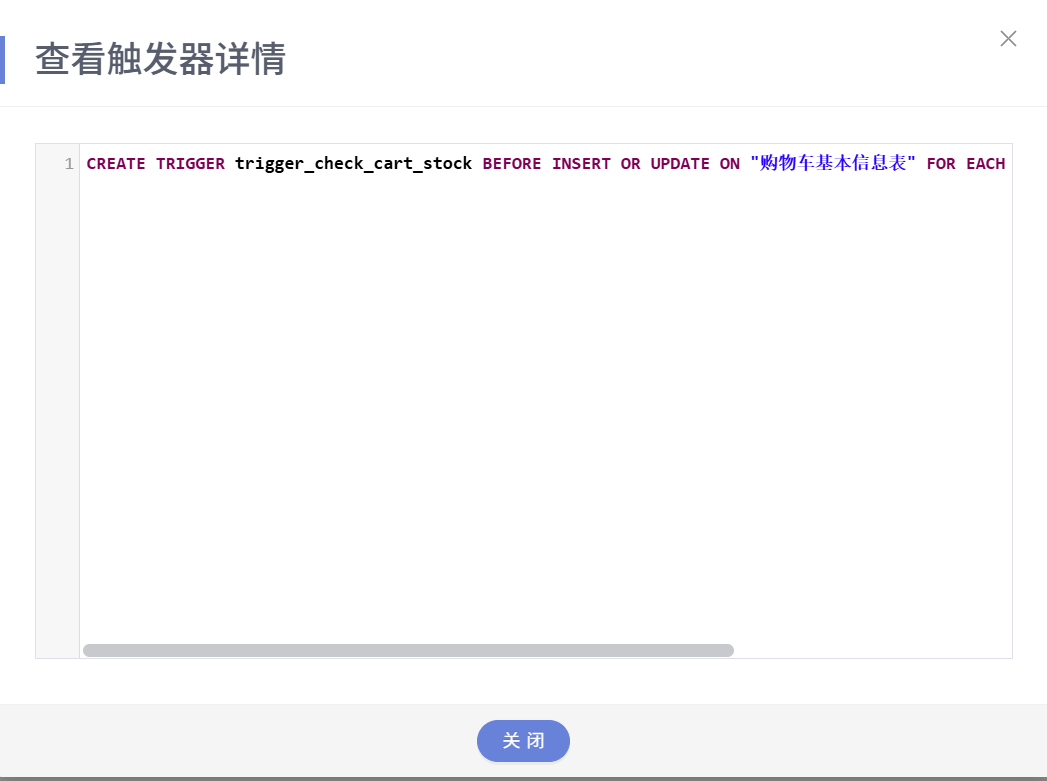 查看触发器详情
1 CREATE TRIGGER trigger_check_cart_stock BEFORE INSERT OR UPDATE ON "购物车基本信息表" FOR EACH
关 闭